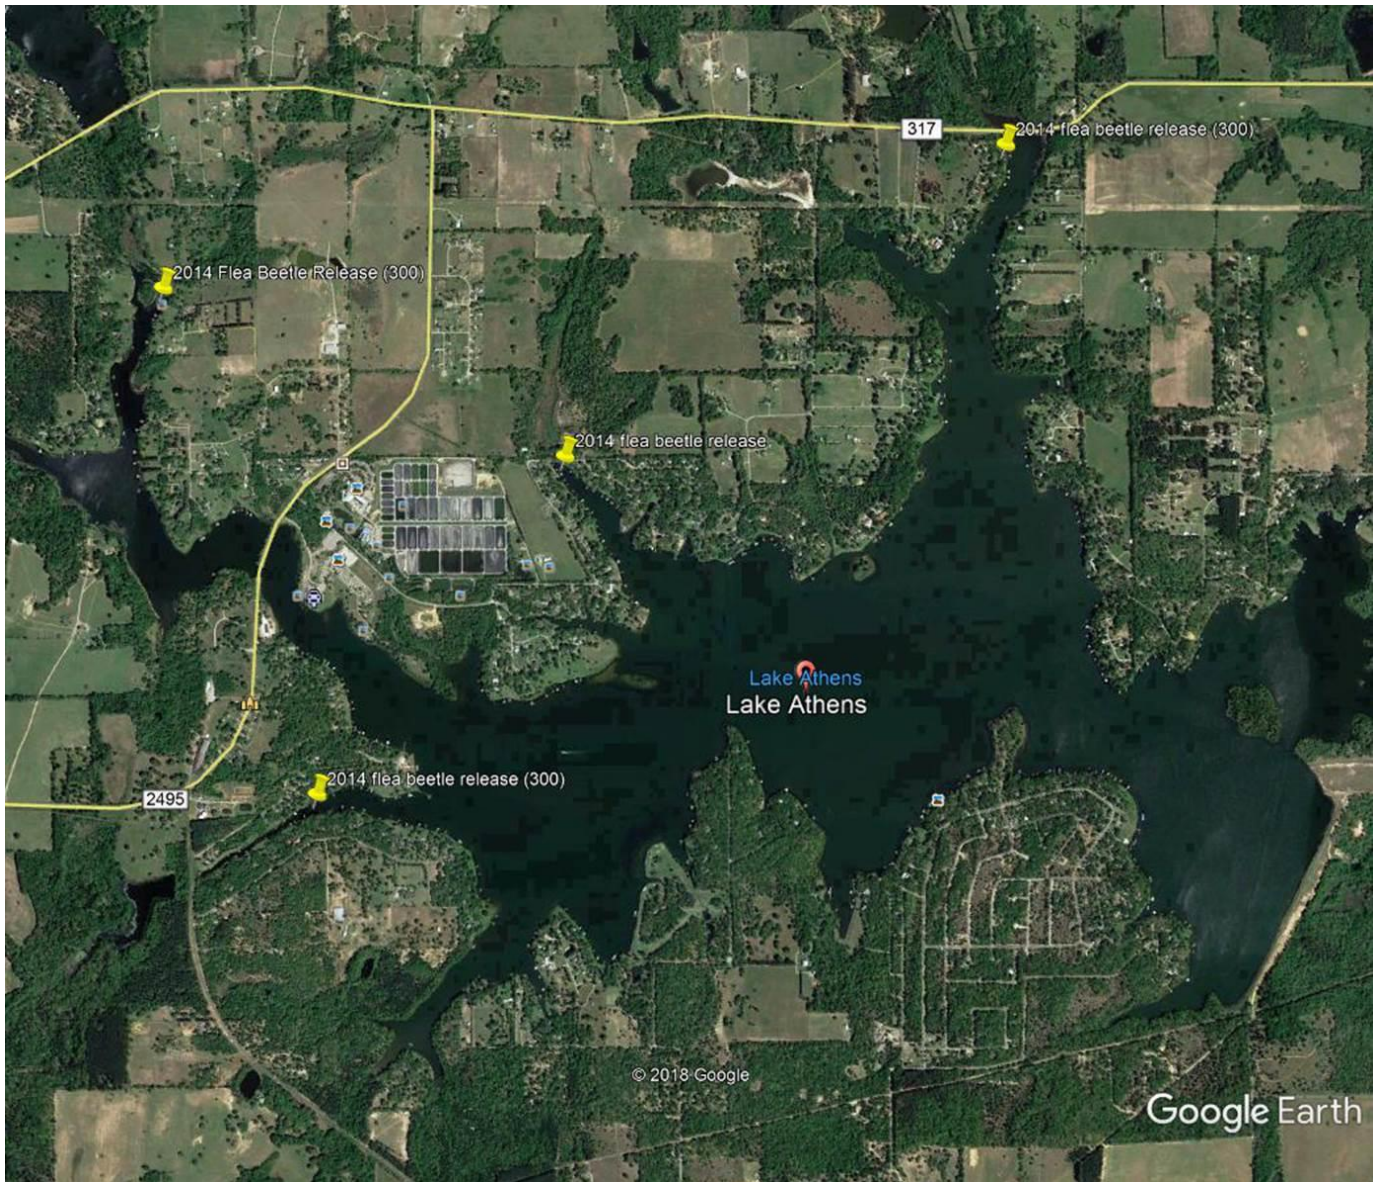 317
2014 flea beetle release (300)
2014 Flea Beetle Release (300)
2014 flea beetle release
Lake Athens
Lake Athens
2014 flea beetle release (300)
2495
© 2018 Google
Google Earth